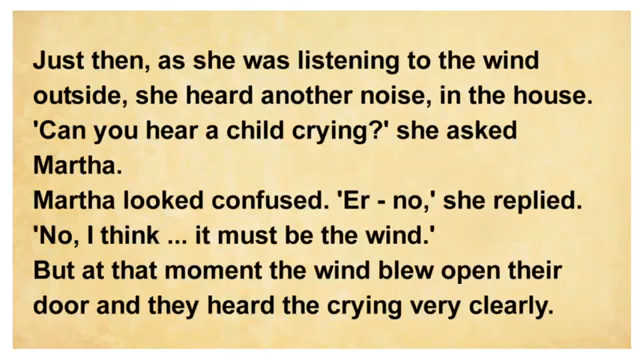 Just then, as she was listening to the wind
outside, she heard another noise, in the house.
'Can you hear a child crying?' she asked
Martha.
Martha looked confused. 'Er - no,' she replied.
'No, I think ... it must be the wind.'
But at that moment the wind blew open their
door and they heard the crying very clearly.